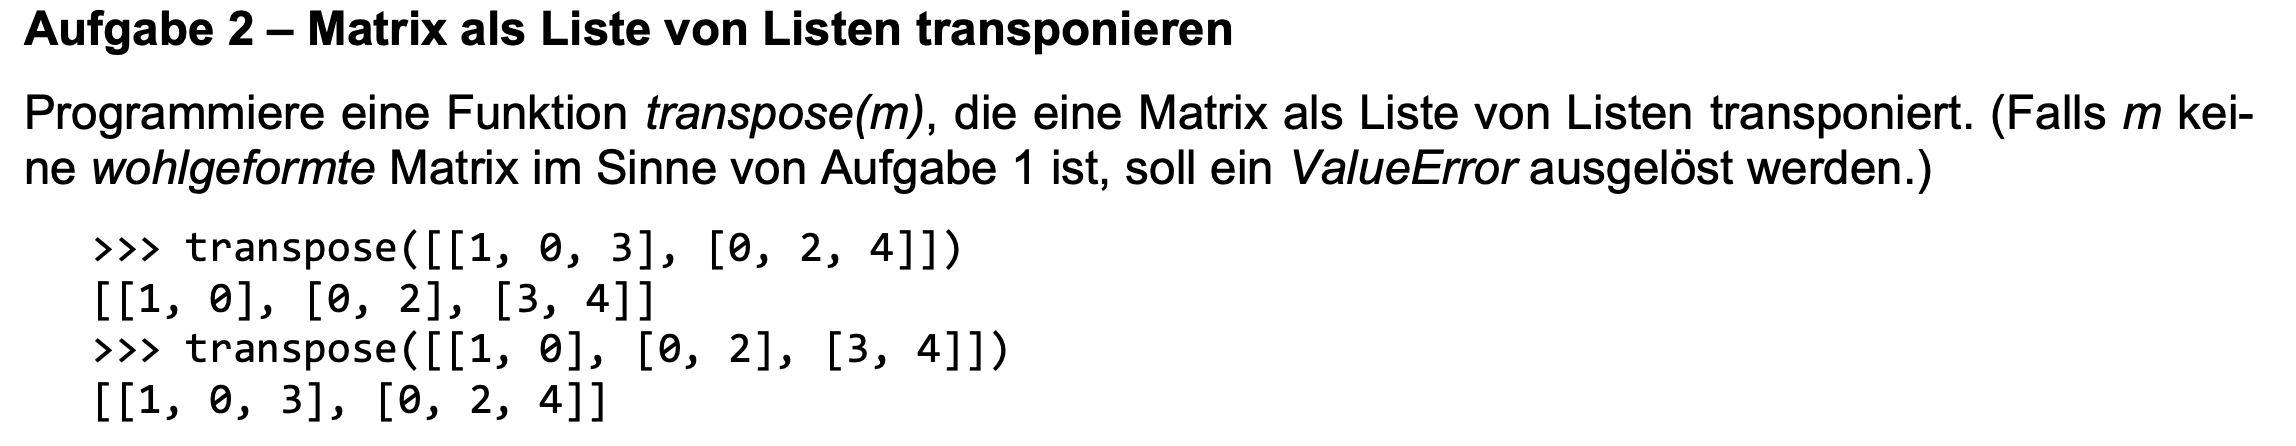 Aufgabe 2 – Matrix als Liste von Listen transponieren
Programmiere eine Funktion transpose(m), die eine Matrix als Liste von Listen transponiert. (Falls m kei-
ne wohlgeformte Matrix im Sinne von Aufgabe 1 ist, soll ein ValueError ausgelöst werden.)
>>> transpose([[1, 0, 3], [0, 2, 4]])
[[1, 0], [0, 2], [3, 4]]
>>> transpose([[1, 0], [0, 2], [3, 4]])
[[1, 0, 3], [0, 2, 4]]